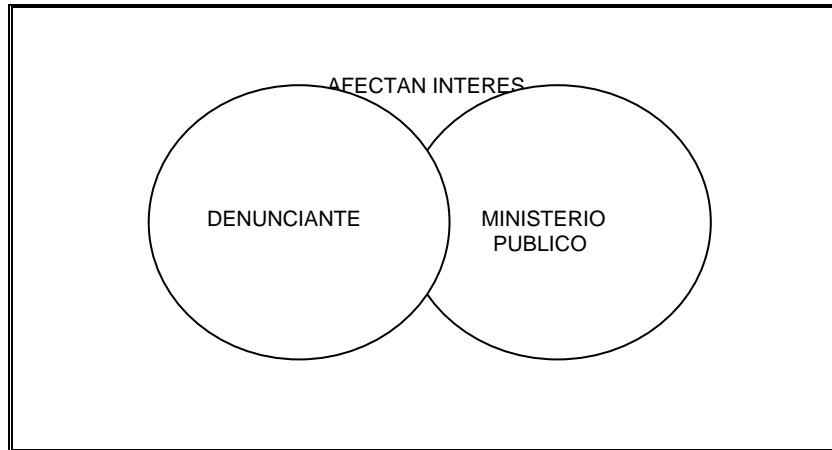 AFECTAN INTERES
DENUNCIANTE
MINISTERIO
PUBLICO